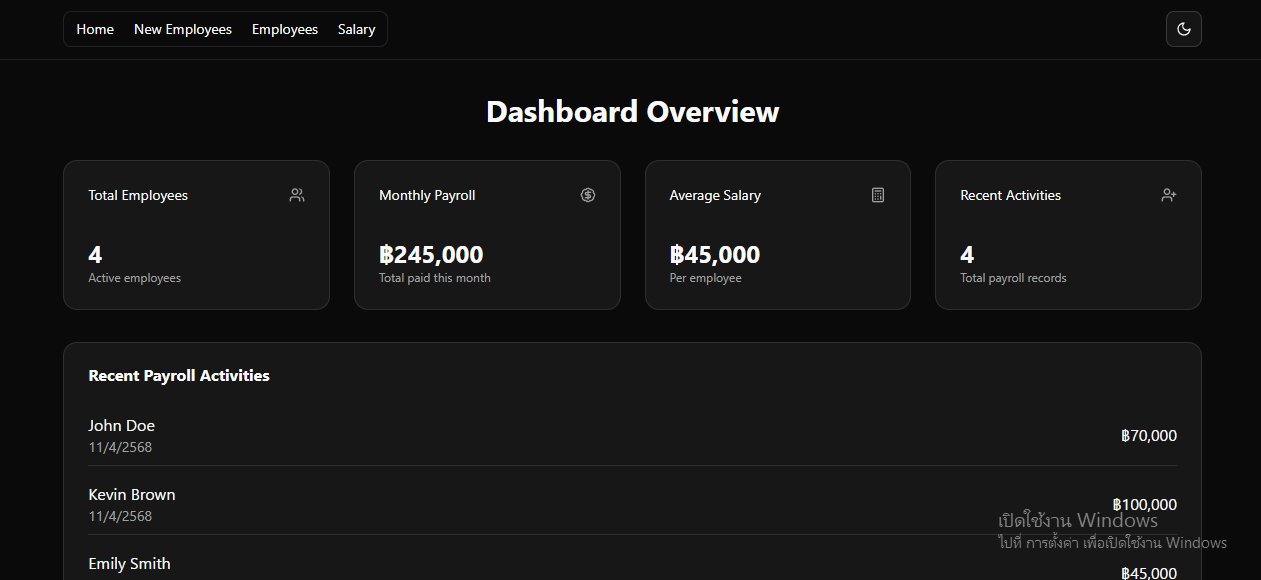 Home New Employees Employees Salary
Dashboard Overview
Total Employees
4
Active employees
Monthly Payroll
฿245,000
Total paid this month
Average Salary
฿45,000
Per employee
Recent Activities
4
Total payroll records
Recent Payroll Activities
John Doe
11/4/2568
฿70,000
Kevin Brown
11/4/2568
฿100,000
Emily Smith
฿45,000
เปิดใช้งาน Windows
ไปที่ การตั้งค่า เพื่อเปิดใช้งาน Windows